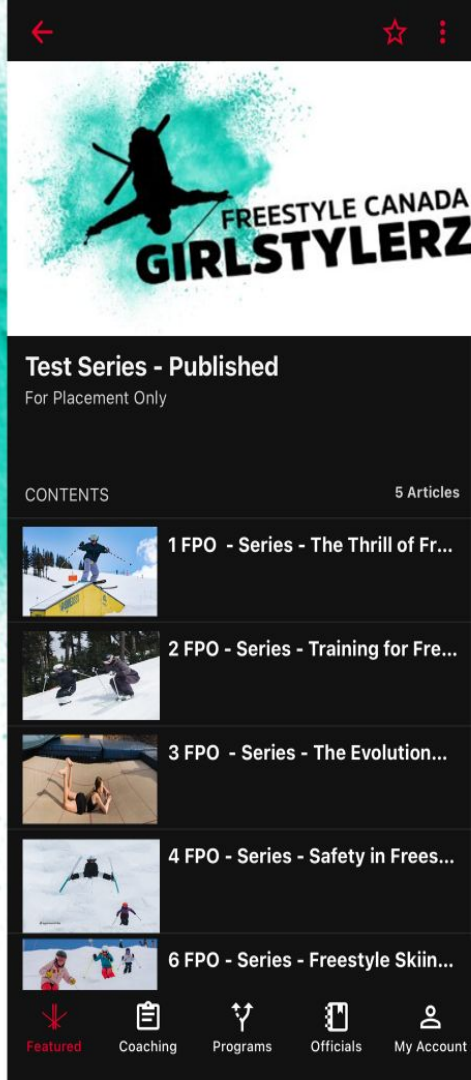 FREESTYLE CANADA
GIRLSTYLERZ
Test Series - Published
For Placement Only
CONTENTS
5 Articles
1 FPO - Series - The Thrill of Fr...
2 FPO - Series - Training for Fre...
3 FPO - Series - The Evolution...
4 FPO - Series - Safety in Frees...
6 FPO - Series - Freestyle Skiin...
Featured
Coaching
Programs
Officials
My Account